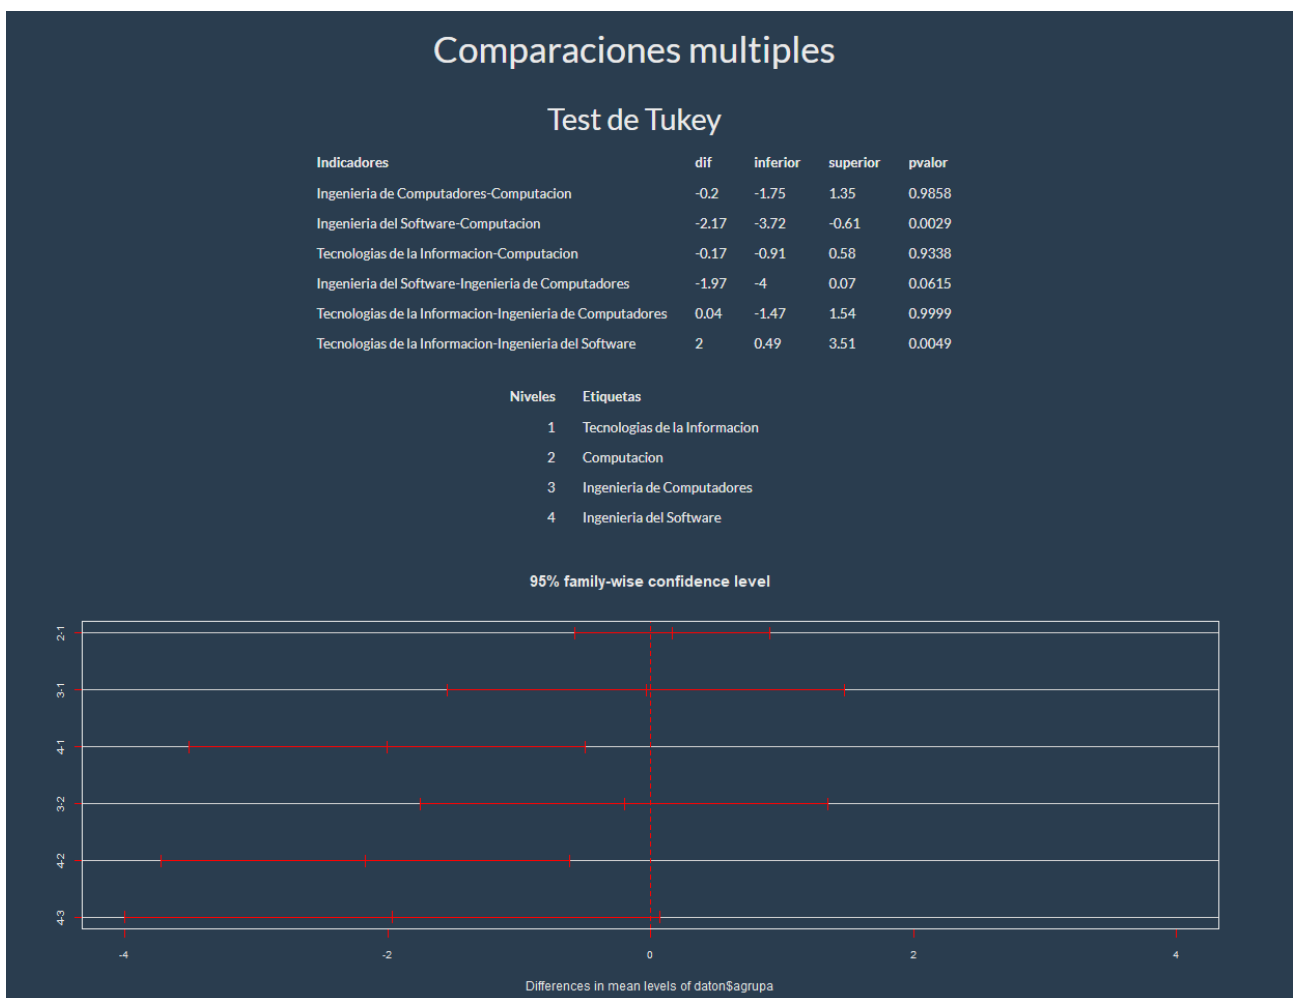 Comparaciones multiples
Test de Tukey
Indicadores dif inferior superior pvalor
Ingenieria de Computadores-Computacion -0.2 -1.75 1.35 0.9858
Ingenieria del Software-Computacion -2.17 -3.72 -0.61 0.0029
Tecnologias de la Informacion-Computacion -0.17 -0.91 0.58 0.9338
Ingenieria del Software-Ingenieria de Computadores -1.97 -4 0.07 0.0615
Tecnologias de la Informacion-Ingenieria de Computadores 0.04 -1.47 1.54 0.9999
Tecnologias de la Informacion-Ingenieria del Software 2 0.49 3.51 0.0049
Niveles Etiquetas
1 Tecnologias de la Informacion
2 Computacion
3 Ingenieria de Computadores
4 Ingenieria del Software
95% family-wise confidence level
2-1
3-1
4-1
3-2
4-2
4-3
-4 -2 0 2 4
Differences in mean levels of daton$agrupa